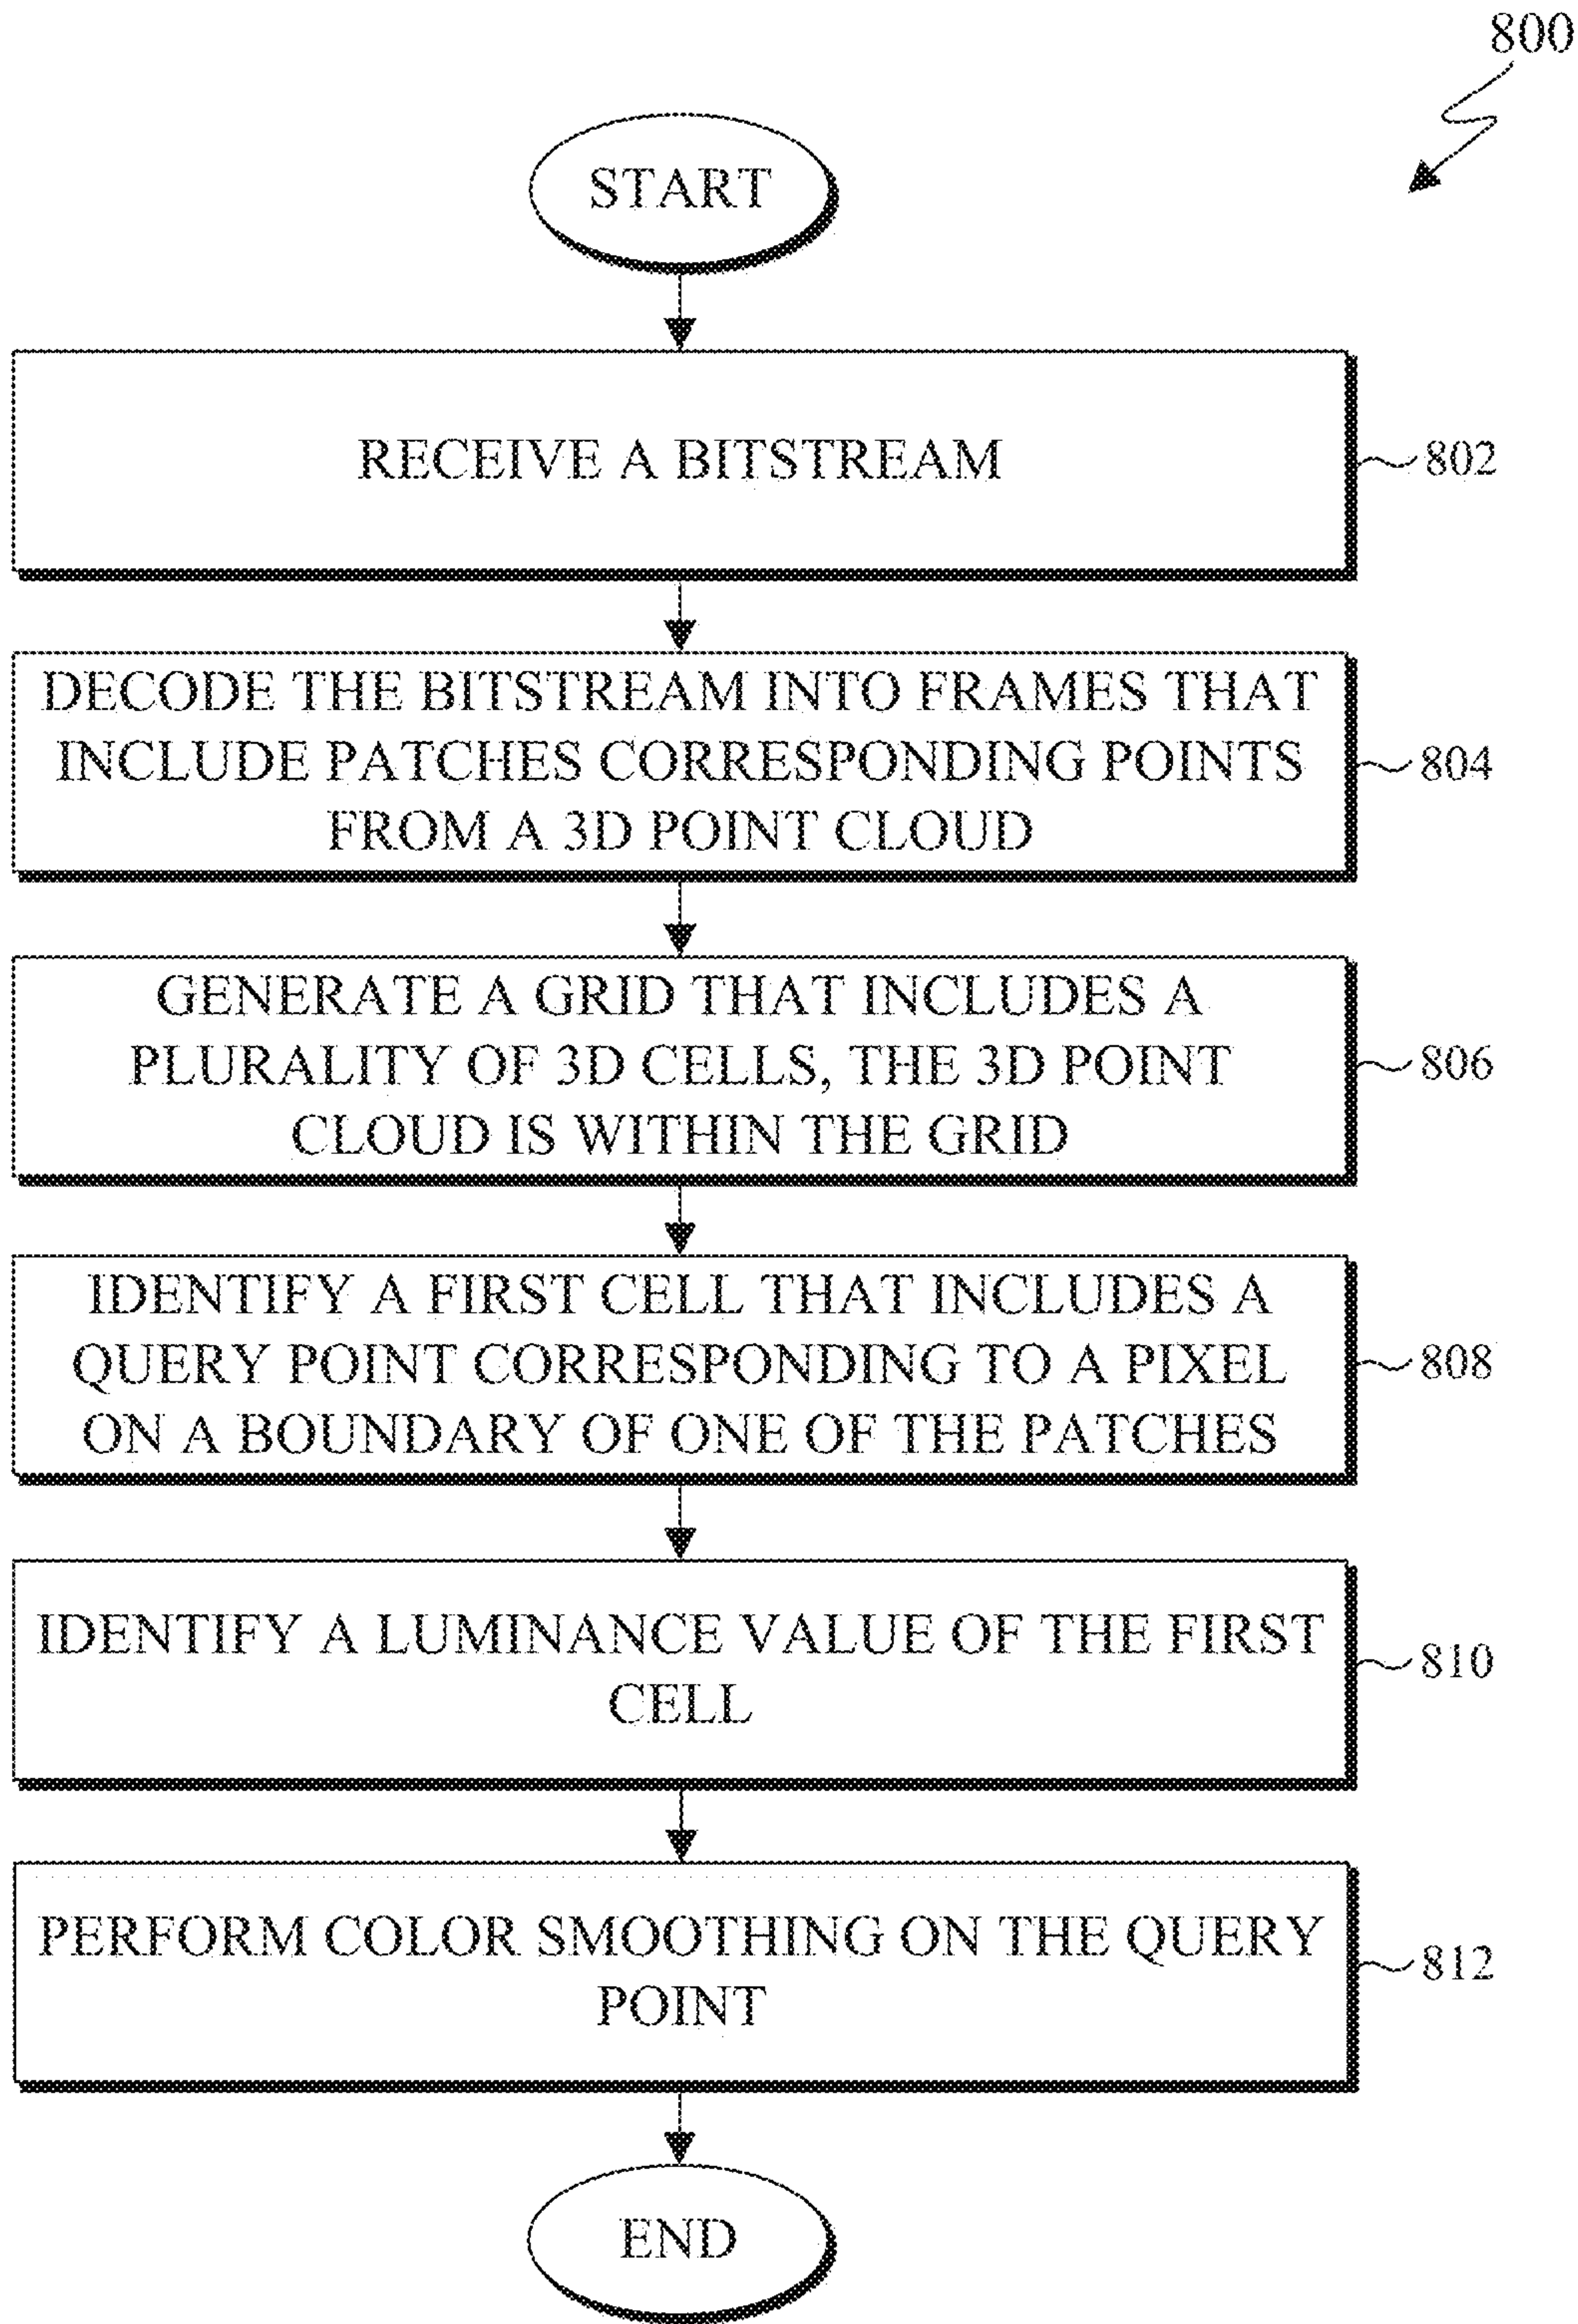 800
START
RECEIVE A BITSTREAM
802
DECODE THE BITSTREAM INTO FRAMES THAT
INCLUDE PATCHES CORRESPONDING POINTS
FROM A 3D POINT CLOUD
804
GENERATE A GRID THAT INCLUDES A
PLURALITY OF 3D CELLS, THE 3D POINT
CLOUD IS WITHIN THE GRID
806
IDENTIFY A FIRST CELL THAT INCLUDES A
QUERY POINT CORRESPONDING TO A PIXEL
ON A BOUNDARY OF ONE OF THE PATCHES
808
IDENTIFY A LUMINANCE VALUE OF THE FIRST
CELL
810
PERFORM COLOR SMOOTHING ON THE QUERY
POINT
812
END